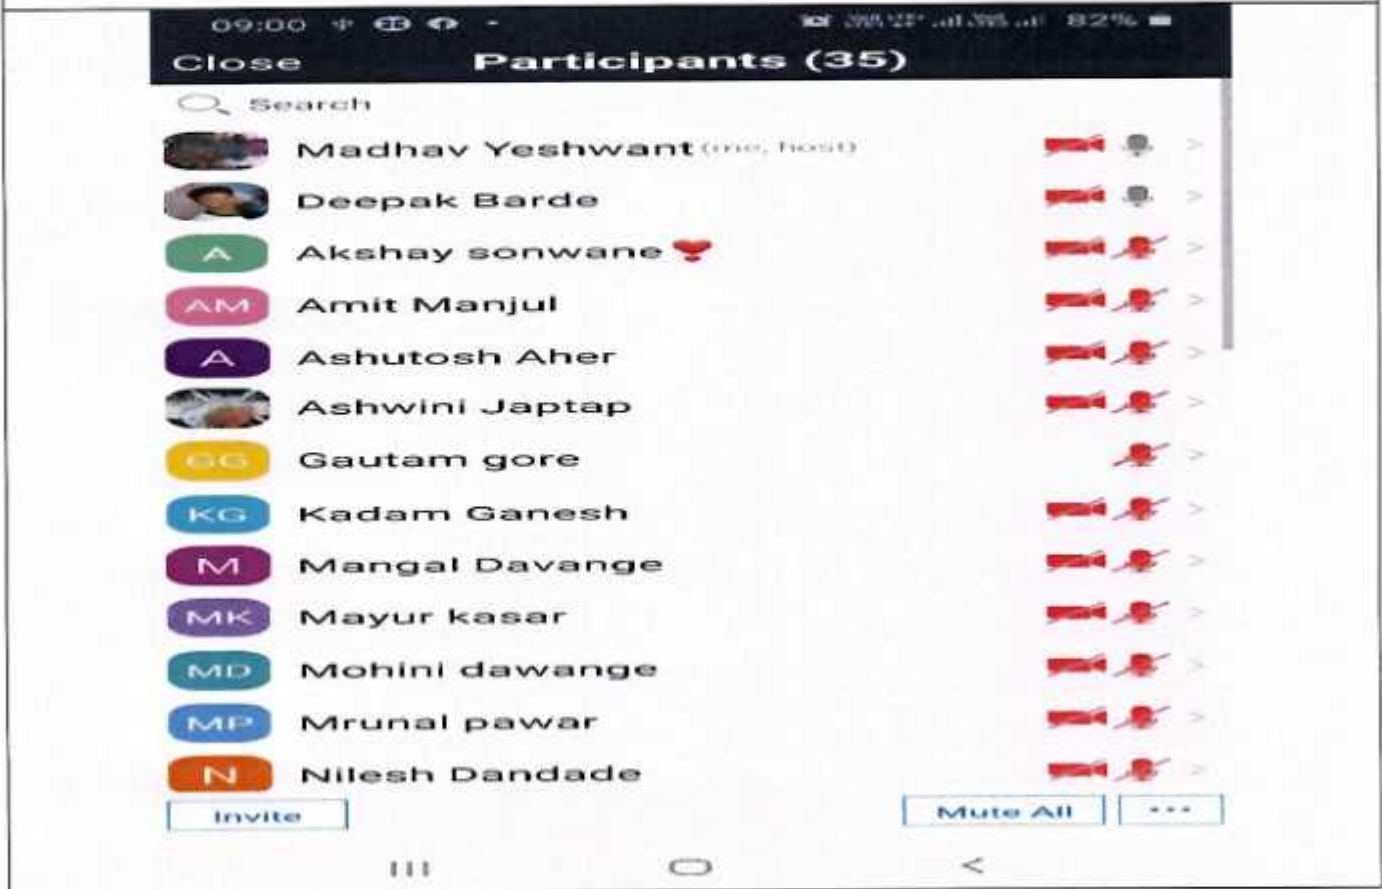 09:00 82%
Close Participants (35)
Search
Madhav Yeshwant (me, host)
Deepak Barde
A Akshay sonwane
AM Amit Manjul
A Ashutosh Aher
Ashwini Japtap
GG Gautam gore
KG Kadam Ganesh
M Mangal Davange
MK Mayur kasar
MD Mohini dawange
MP Mrunal pawar
N Nilesh Dandade
Invite Mute All ...